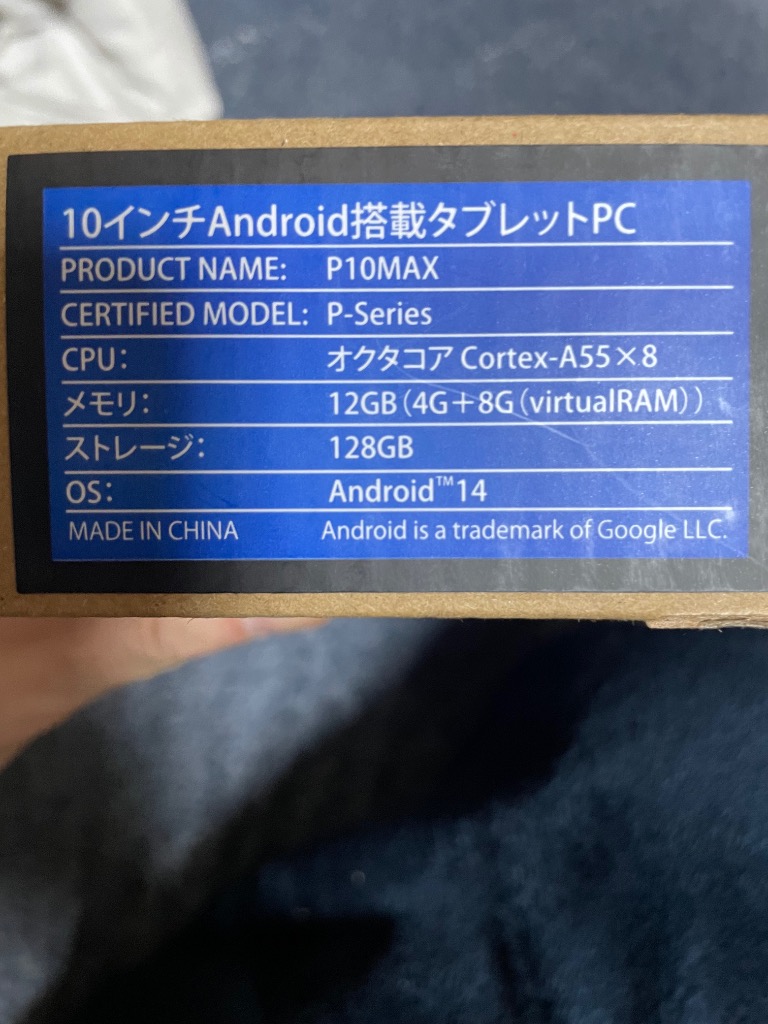 10インチAndroid搭載タブレットPC
PRODUCT NAME: P10MAX
CERTIFIED MODEL: P-Series
CPU: オクタコア Cortex-A55×8
メモリ: 12GB(4G+8G(virtualRAM))
ストレージ: 128GB
OS: Android™14
MADE IN CHINA Android is a trademark of Google LLC.